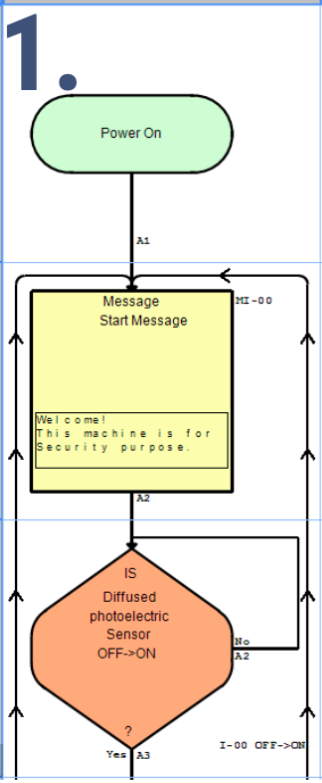 1.
Power On
A1
Message
MI-00
Start Message
Welcome!
This machine is for
Security purpose.
A2
IS
Diffused
photoelectric
Sensor
OFF->ON
No
A2
?
I-00 OFF->ON
Yes A3